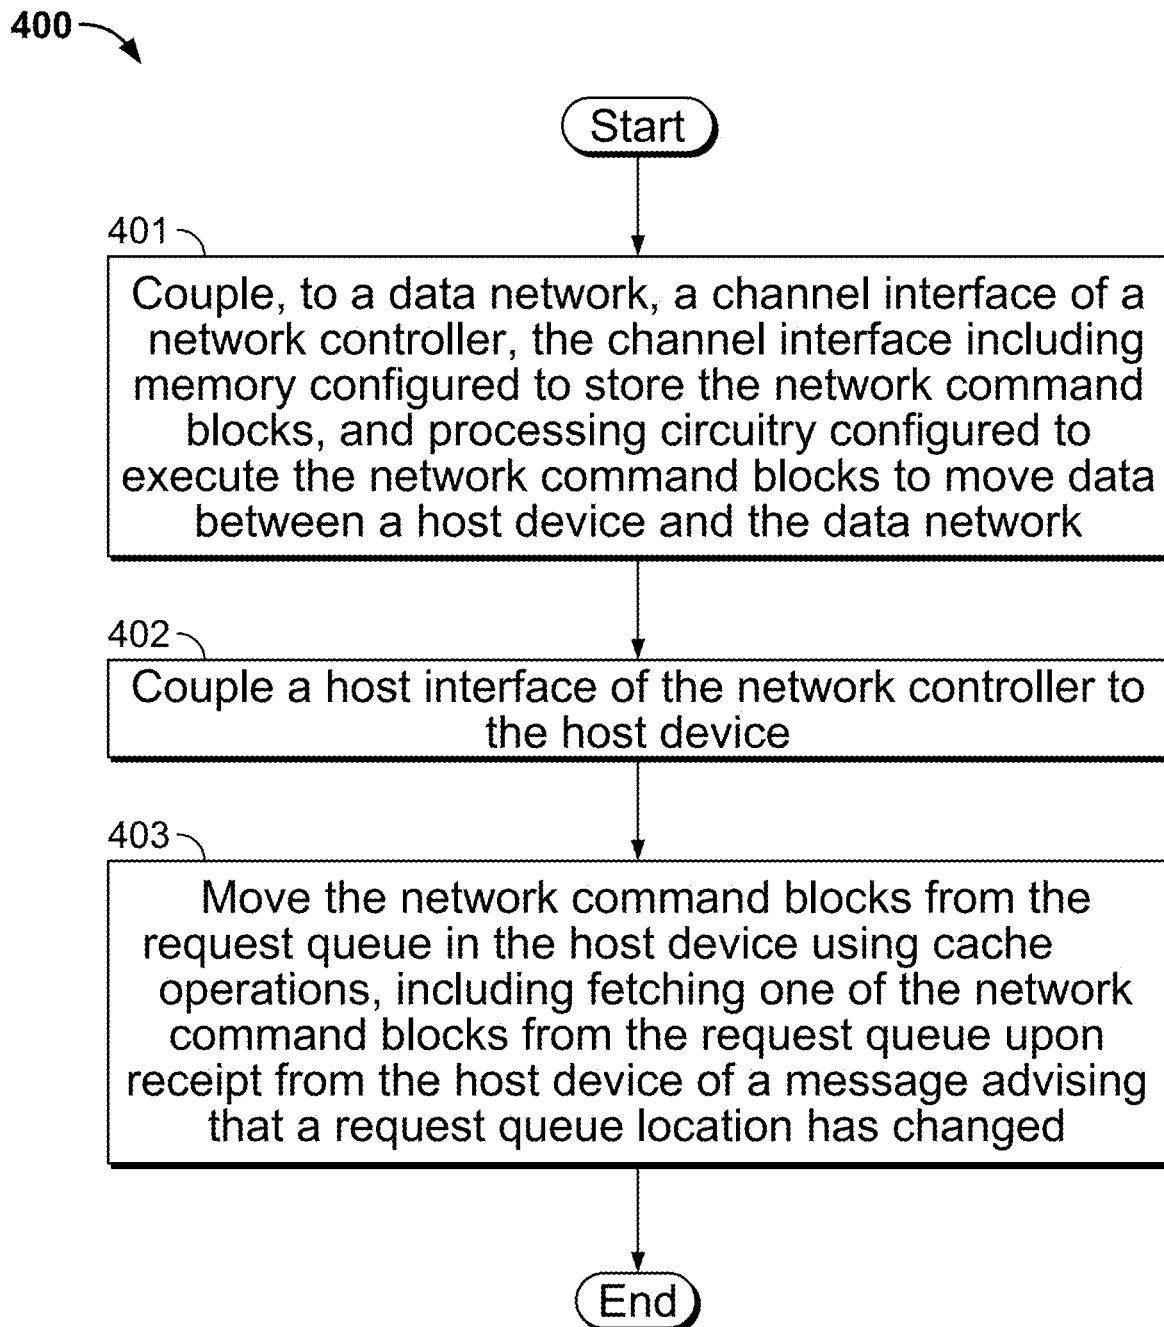 400
Start
401
Couple, to a data network, a channel interface of a
network controller, the channel interface including
memory configured to store the network command
blocks, and processing circuitry configured to
execute the network command blocks to move data
between a host device and the data network
402
Couple a host interface of the network controller to
the host device
403
Move the network command blocks from the
request queue in the host device using cache
operations, including fetching one of the network
command blocks from the request queue upon
receipt from the host device of a message advising
that a request queue location has changed
End